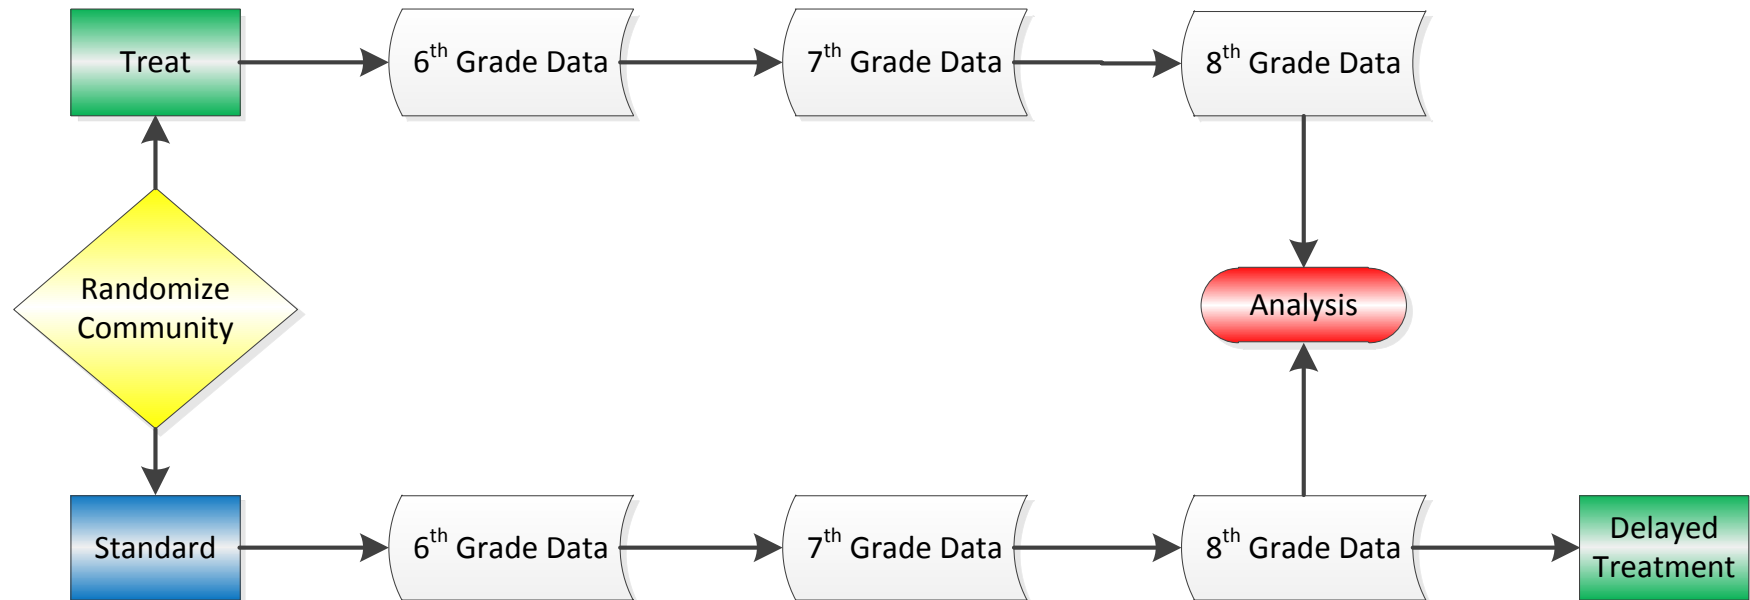 Treat
6th Grade Data
7th Grade Data
8th Grade Data
Randomize
Community
Analysis
Standard
6th Grade Data
7th Grade Data
8th Grade Data
Delayed
Treatment